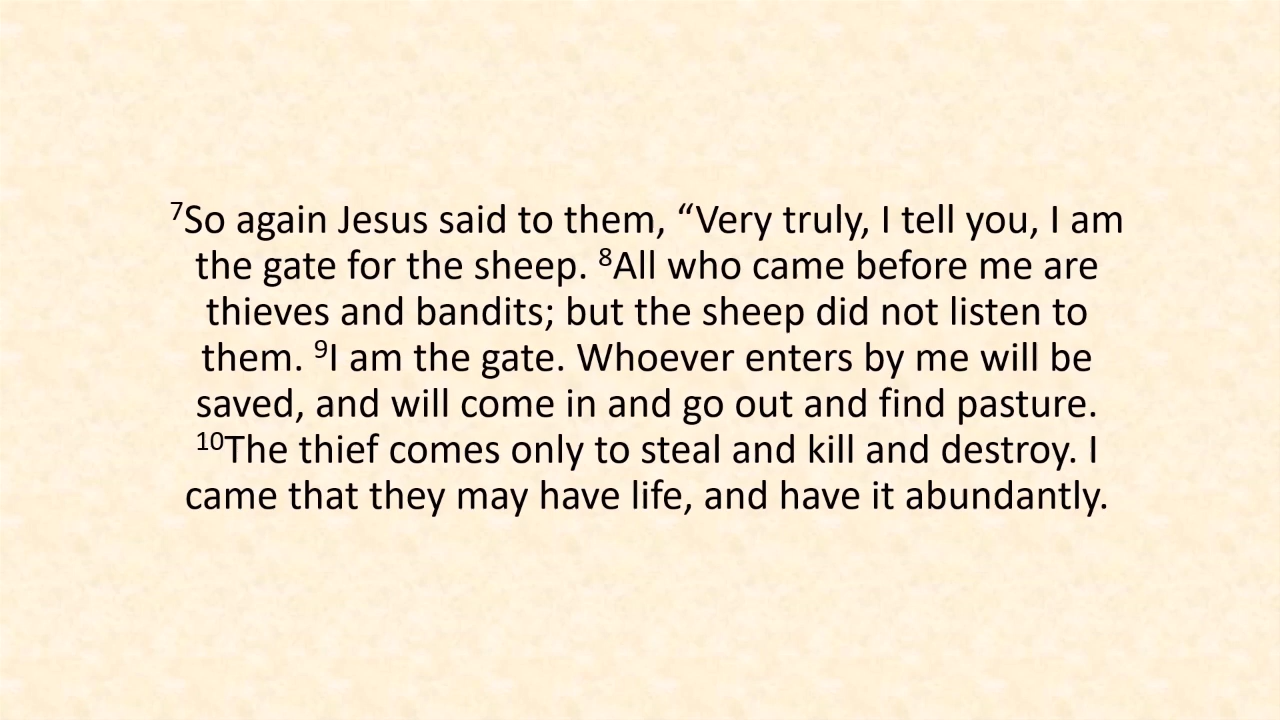 ⁷So again Jesus said to them, “Very truly, I tell you, I am
the gate for the sheep. ⁸All who came before me are
thieves and bandits; but the sheep did not listen to
them. ⁹I am the gate. Whoever enters by me will be
saved, and will come in and go out and find pasture.
¹⁰The thief comes only to steal and kill and destroy. I
came that they may have life, and have it abundantly.